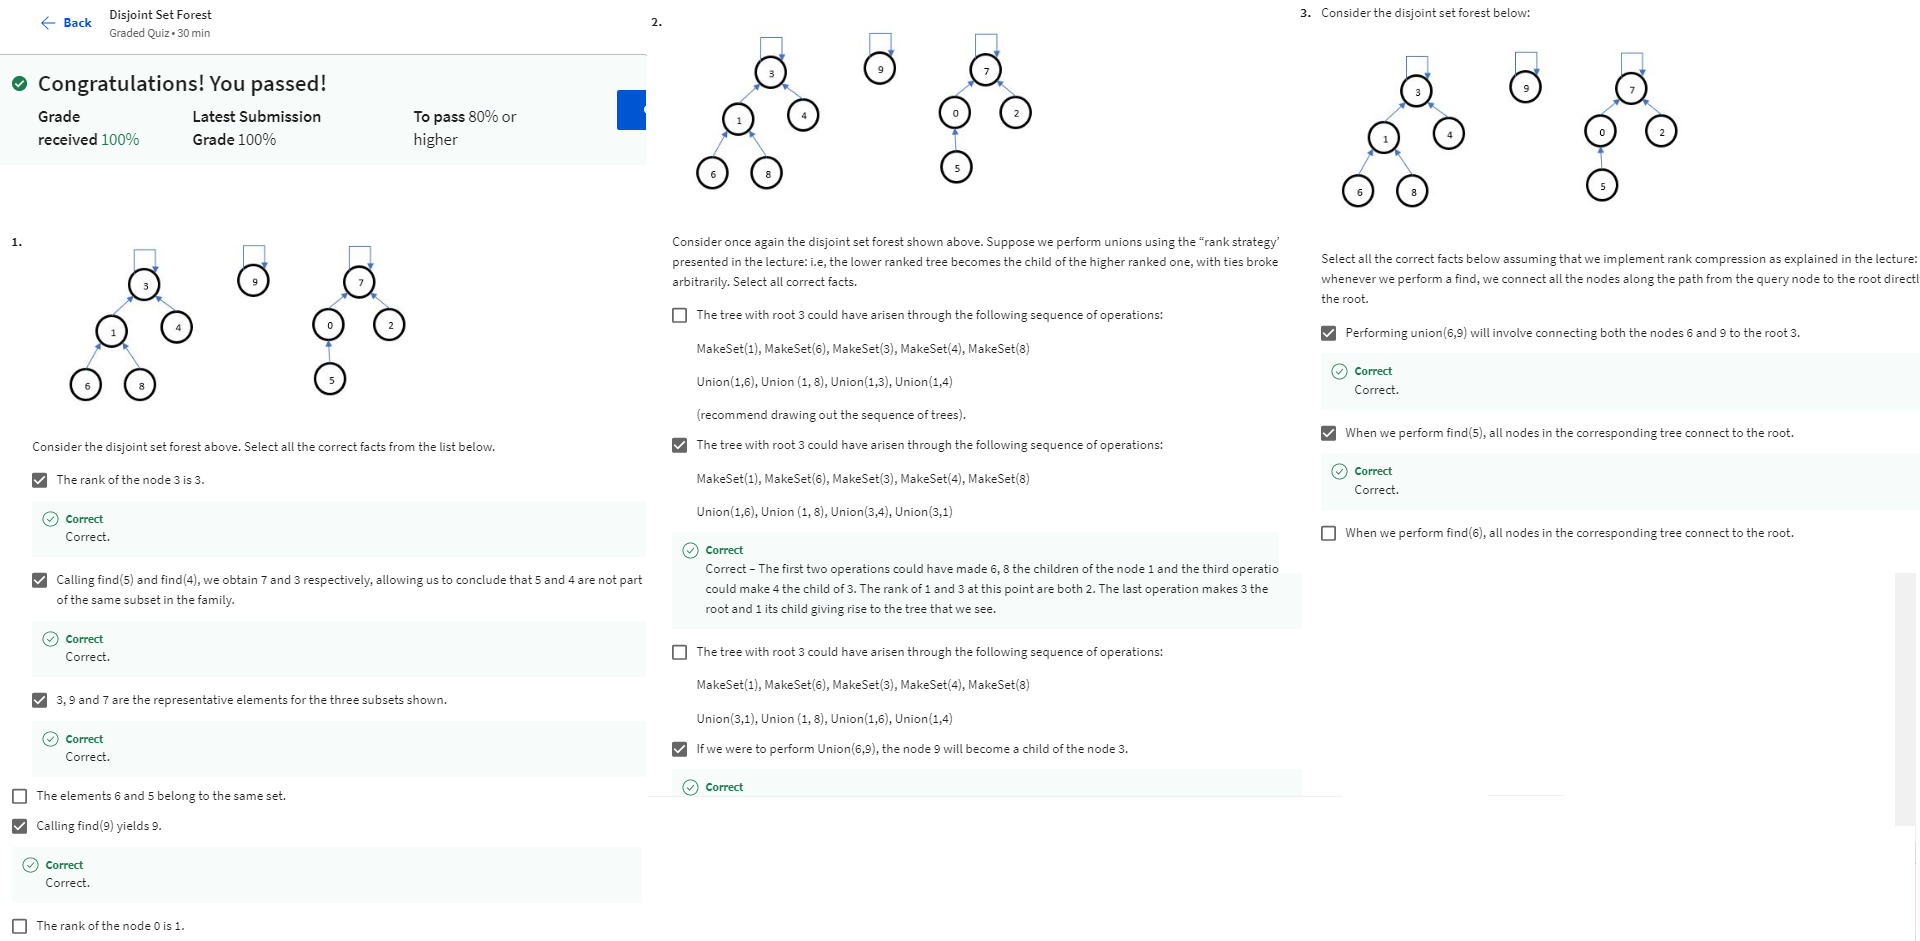 Back
Disjoint Set Forest
Graded Quiz • 30 min
Congratulations! You passed!
Grade
received 100%
Latest Submission
Grade 100%
To pass 80% or
higher
1.
3
9
7
1
4
0
2
6
8
5
Consider the disjoint set forest above. Select all the correct facts from the list below.
The rank of the node 3 is 3.
Correct
Correct.
Calling find(5) and find(4), we obtain 7 and 3 respectively, allowing us to conclude that 5 and 4 are not part
of the same subset in the family.
Correct
Correct.
3, 9 and 7 are the representative elements for the three subsets shown.
Correct
Correct.
The elements 6 and 5 belong to the same set.
Calling find(9) yields 9.
Correct
Correct.
The rank of the node 0 is 1.
2.
3
9
7
1
4
0
2
6
8
5
Consider once again the disjoint set forest shown above. Suppose we perform unions using the “rank strategy’
presented in the lecture: i.e, the lower ranked tree becomes the child of the higher ranked one, with ties broke
arbitrarily. Select all correct facts.
The tree with root 3 could have arisen through the following sequence of operations:
MakeSet(1), MakeSet(6), MakeSet(3), MakeSet(4), MakeSet(8)
Union(1,6), Union (1, 8), Union(1,3), Union(1,4)
(recommend drawing out the sequence of trees).
The tree with root 3 could have arisen through the following sequence of operations:
MakeSet(1), MakeSet(6), MakeSet(3), MakeSet(4), MakeSet(8)
Union(1,6), Union (1, 8), Union(3,4), Union(3,1)
Correct
Correct – The first two operations could have made 6, 8 the children of the node 1 and the third operatio
could make 4 the child of 3. The rank of 1 and 3 at this point are both 2. The last operation makes 3 the
root and 1 its child giving rise to the tree that we see.
The tree with root 3 could have arisen through the following sequence of operations:
MakeSet(1), MakeSet(6), MakeSet(3), MakeSet(4), MakeSet(8)
Union(3,1), Union (1, 8), Union(1,6), Union(1,4)
If we were to perform Union(6,9), the node 9 will become a child of the node 3.
Correct
3. Consider the disjoint set forest below:
3
9
7
1
4
0
2
6
8
5
Select all the correct facts below assuming that we implement rank compression as explained in the lecture:
whenever we perform a find, we connect all the nodes along the path from the query node to the root directl
the root.
Performing union(6,9) will involve connecting both the nodes 6 and 9 to the root 3.
Correct
Correct.
When we perform find(5), all nodes in the corresponding tree connect to the root.
Correct
Correct.
When we perform find(6), all nodes in the corresponding tree connect to the root.